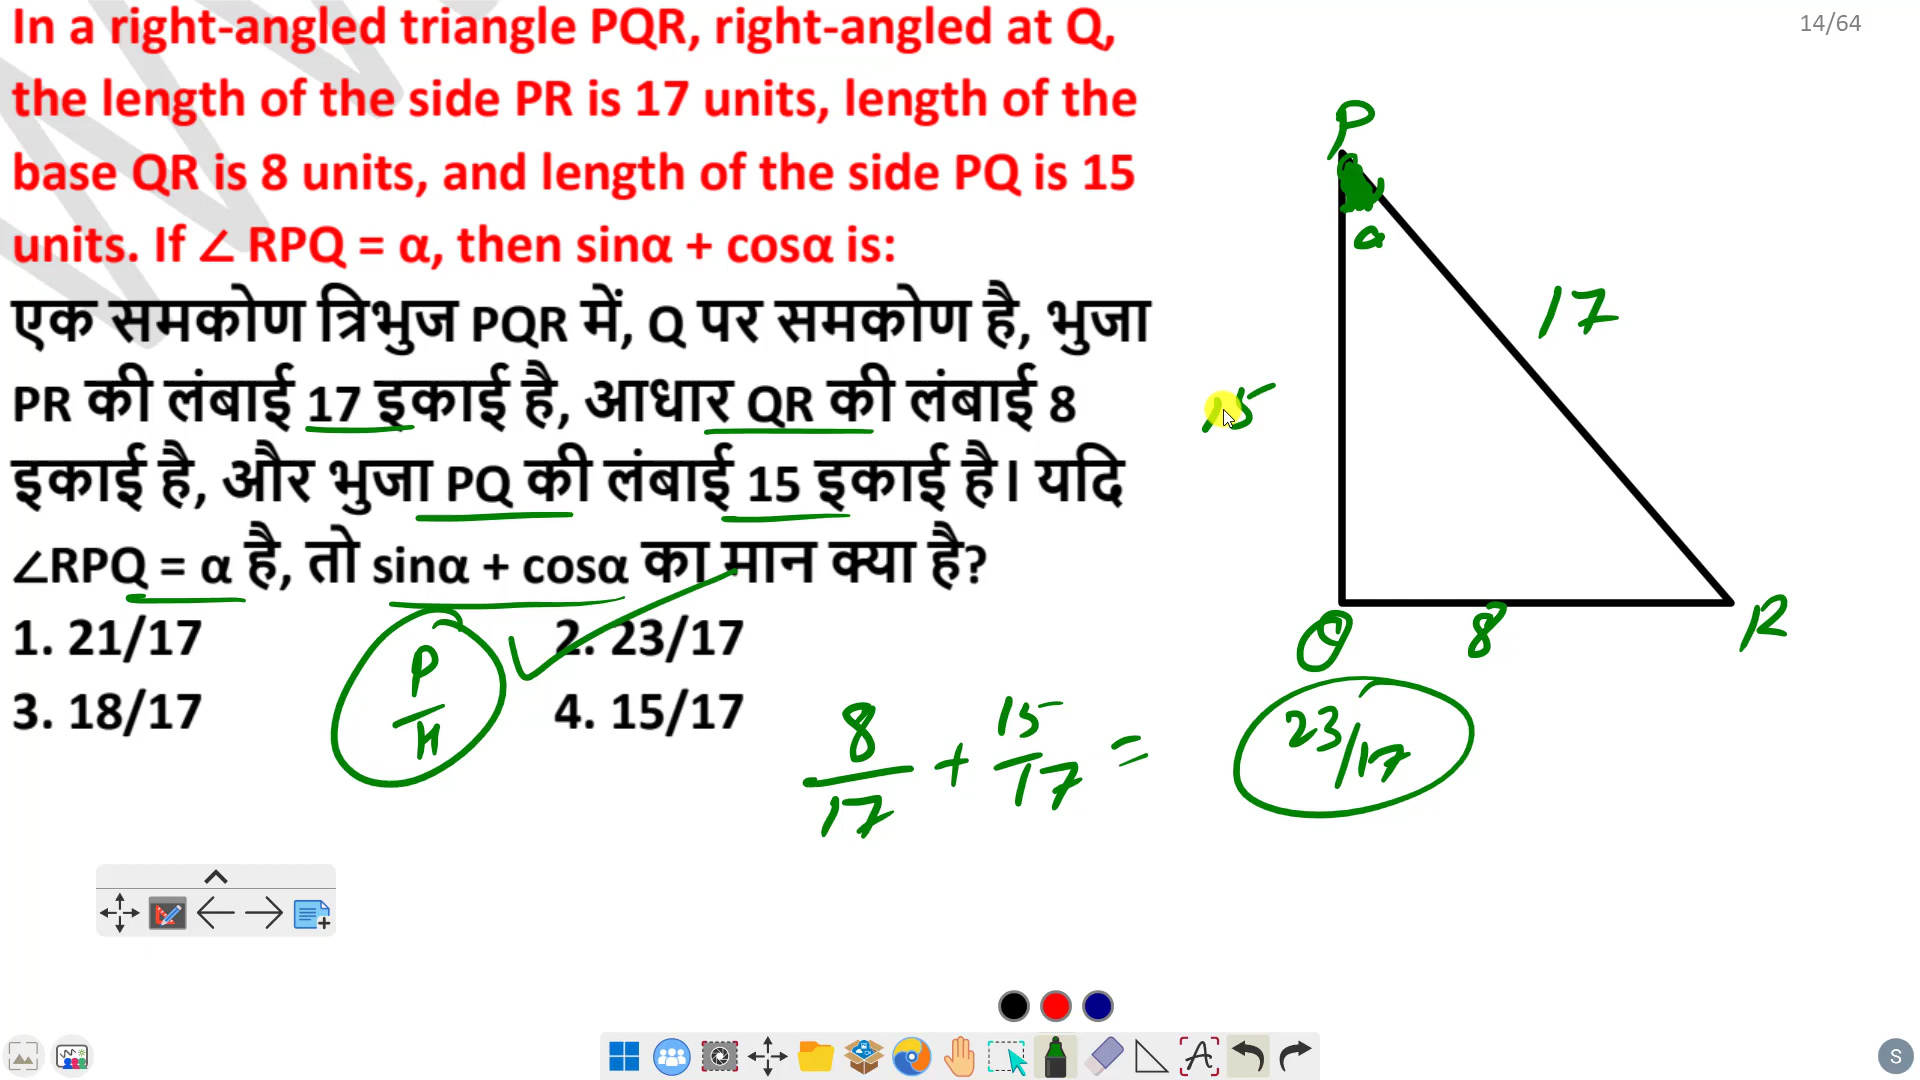 In a right-angled triangle PQR, right-angled at Q,
the length of the side PR is 17 units, length of the
base QR is 8 units, and length of the side PQ is 15
units. If ∠ RPQ = α, then sinα + cosα is:
एक समकोण त्रिभुज PQR में, Q पर समकोण है, भुजा
PR की लंबाई 17 इकाई है, आधार QR की लंबाई 8
इकाई है, और भुजा PQ की लंबाई 15 इकाई है। यदि
∠RPQ = α है, तो sinα + cosα का मान क्या है?
1. 21/17 2. 23/17
3. 18/17 4. 15/17
P
H
8/17 + 15/17 = 23/17
14/64
P
a
17
15
Q 8 R
S